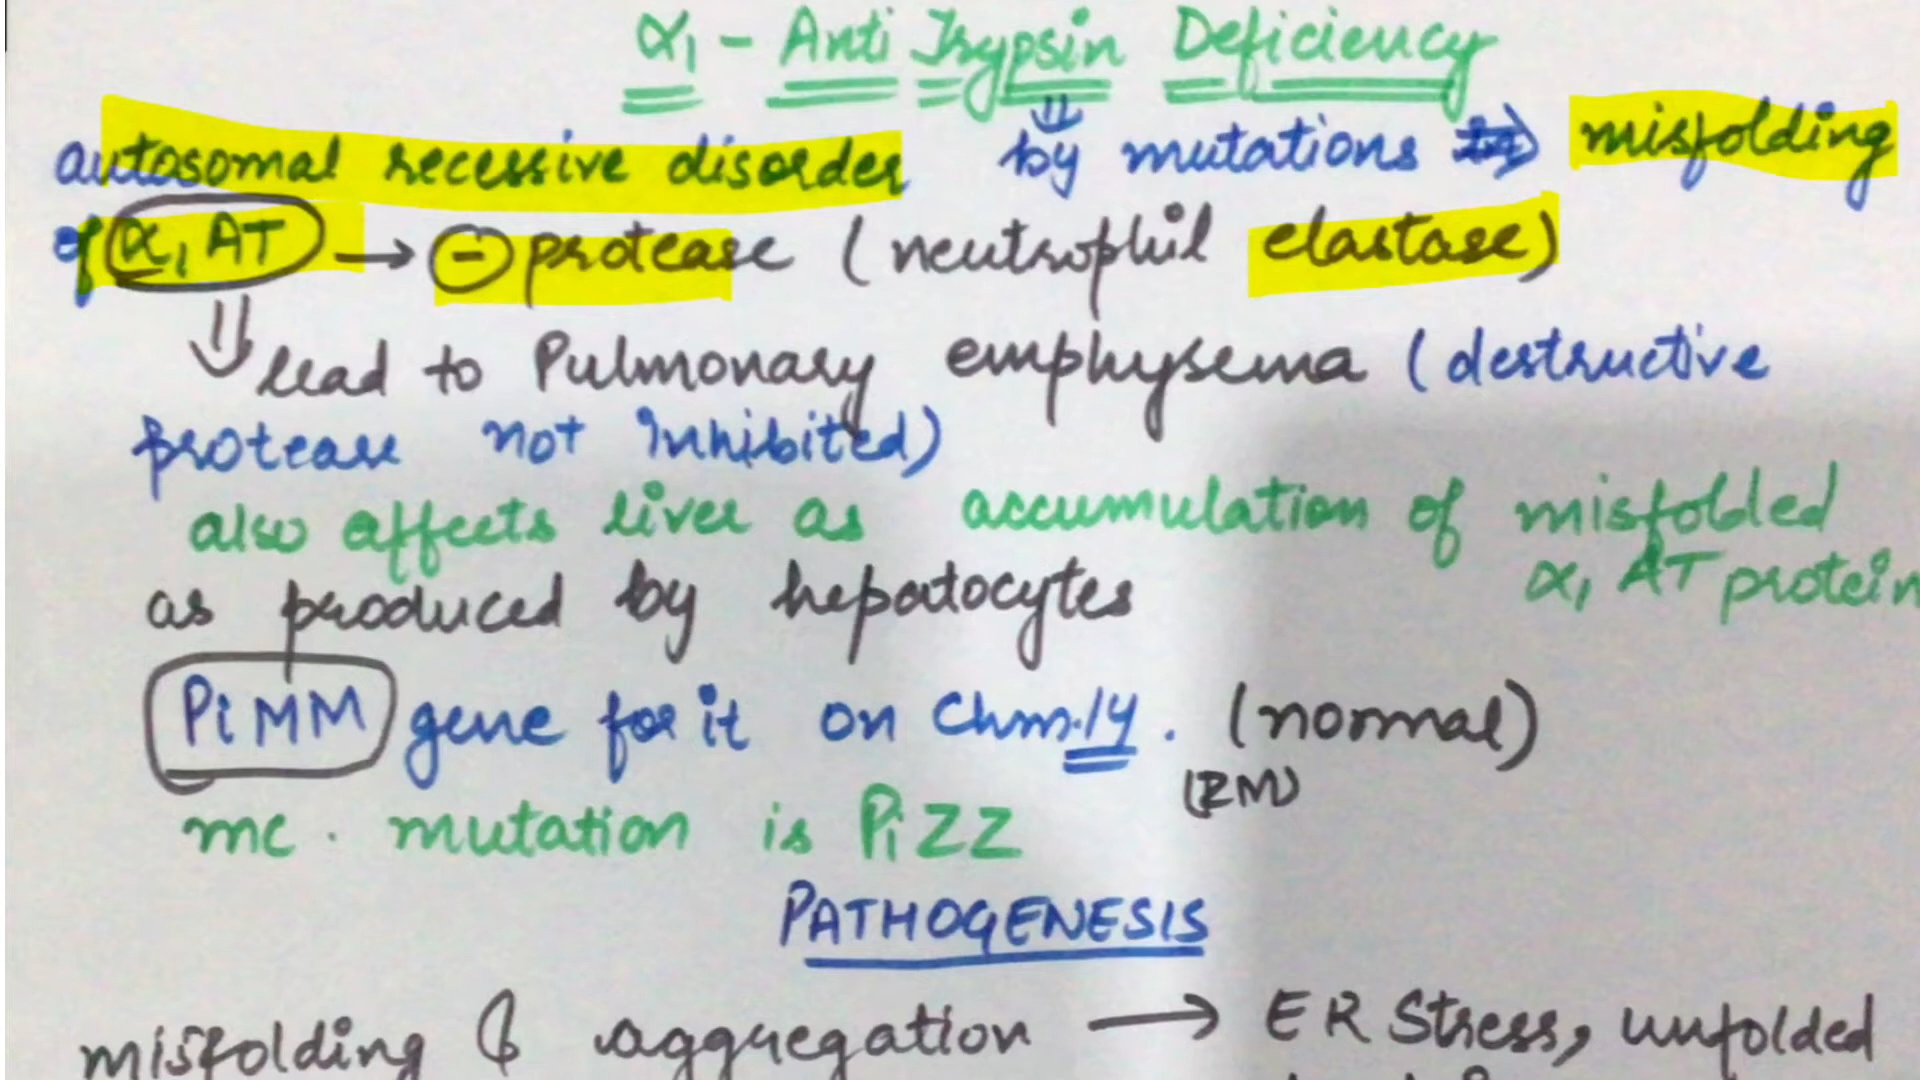 α1 - Anti Trypsin Deficiency
autosomal recessive disorder by mutations ⇒ misfolding
of α1 AT → ⊖ protease (neutrophil elastase)
⇓ lead to Pulmonary emphysema (destructive
protease not inhibited)
also affects liver as accumulation of misfolded
α1 AT protein
as produced by hepatocytes
PiMM gene for it on Chm.14. (normal)
mc. mutation is PiZZ
PATHOGENESIS
misfolding & aggregation → ER Stress, unfolded